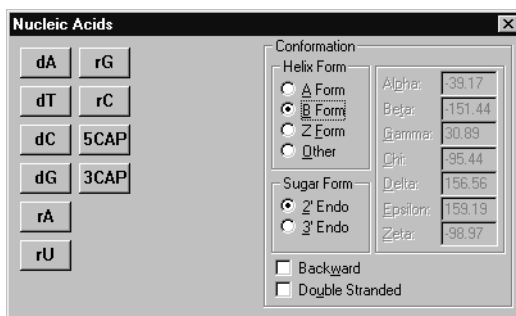 Nucleic Acids
dA rG
dT rC
dC 5CAP
dG 3CAP
rA
rU
Conformation
Helix Form
A Form
B Form
Z Form
Other
Sugar Form
2' Endo
3' Endo
Alpha: -39.17
Beta: -151.44
Gamma: 30.89
Chi: -95.44
Delta: 156.56
Epsilon: 159.19
Zeta: -98.97
Backward
Double Stranded